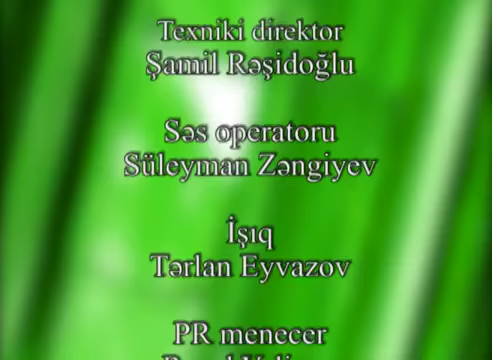 Texniki direktor
Şamil Rəşidoğlu
Səs operatoru
Süleyman Zəngiyev
İşıq
Tərlan Eyvazov
PR menecer